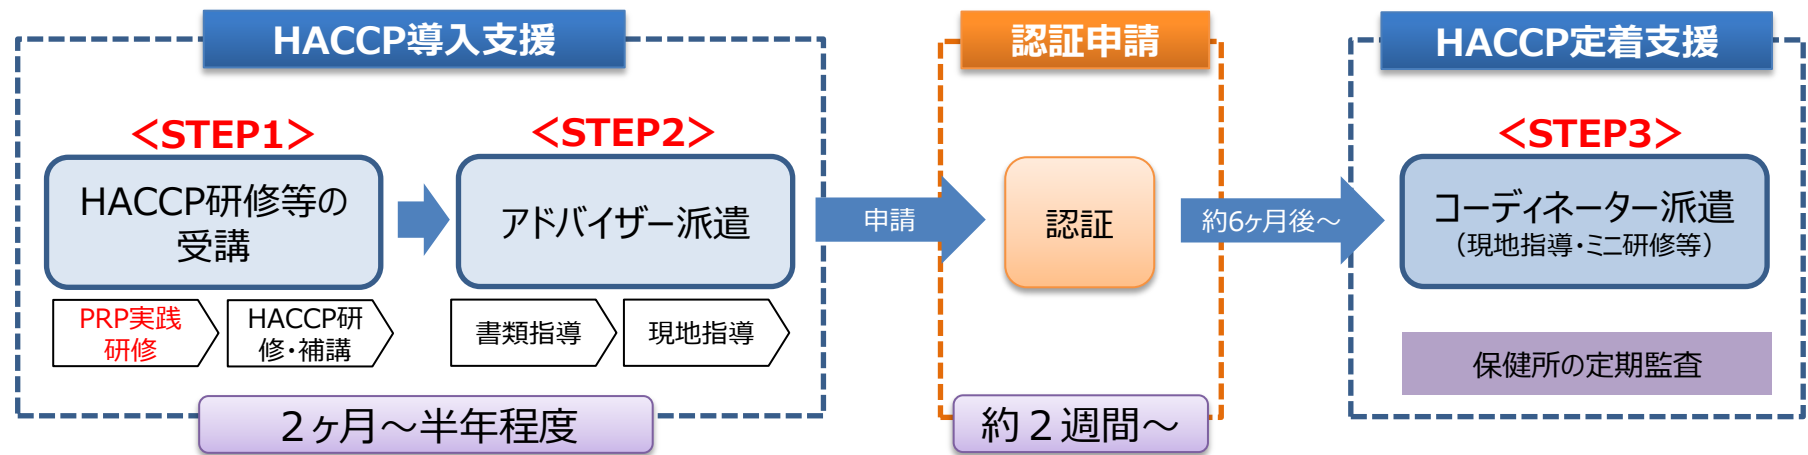 HACCP導入支援
<STEP1>
HACCP研修等の
受講
PRP実践
研修
HACCP研
修・補講
<STEP2>
アドバイザー派遣
書類指導
現地指導
2ヶ月～半年程度
申請
認証申請
認証
約2週間～
約6ヶ月後～
HACCP定着支援
<STEP3>
コーディネーター派遣
（現地指導・ミニ研修等）
保健所の定期監査